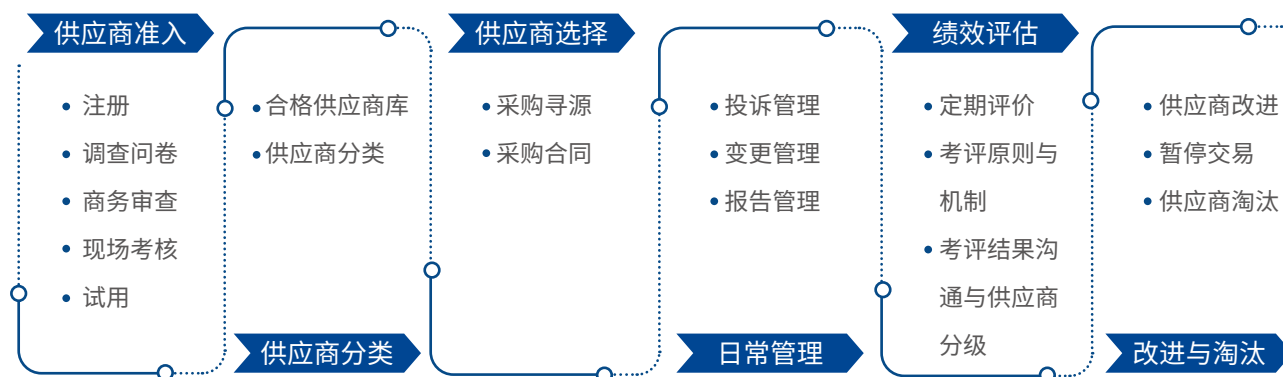 供应商准入
注册
调查问卷
商务审查
现场考核
试用
合格供应商库
供应商分类
供应商分类
供应商选择
采购寻源
采购合同
投诉管理
变更管理
报告管理
日常管理
绩效评估
定期评价
考评原则与
机制
考评结果沟
通与供应商
分级
供应商改进
暂停交易
供应商淘汰
改进与淘汰